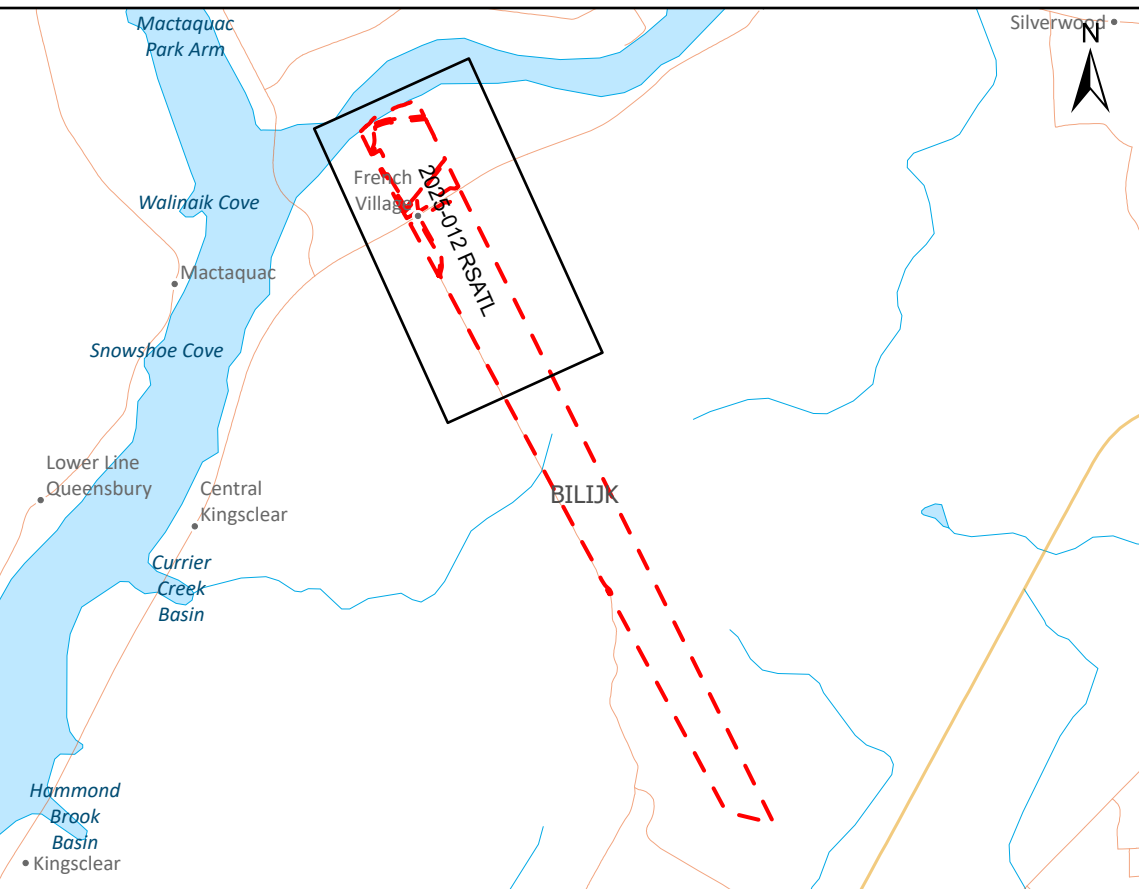 Mactaquac
Park Arm
Silverwood
N
French
Village
2025-012 RSATL
Walinaik Cove
Mactaquac
Snowshoe Cove
Lower Line
Queensbury
Central
Kingsclear
BILIJK
Currier
Creek
Basin
Hammond
Brook
Basin
Kingsclear